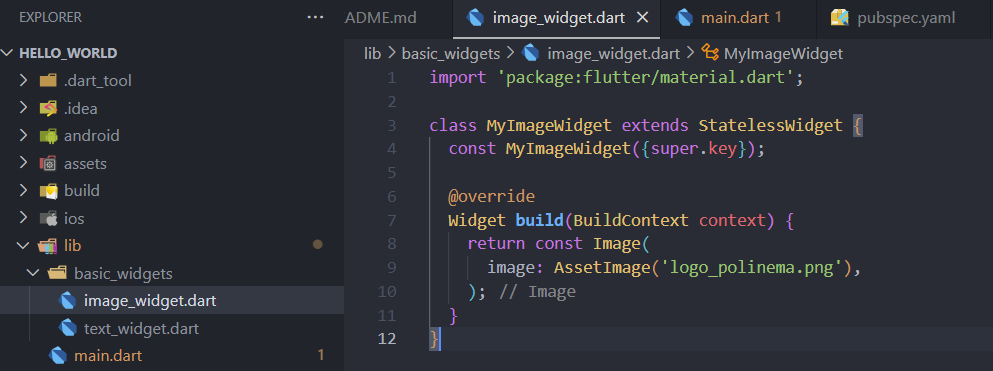 EXPLORER
HELLO_WORLD
.dart_tool
.idea
android
assets
build
ios
lib
basic_widgets
image_widget.dart
text_widget.dart
main.dart 1
ADME.md
image_widget.dart
main.dart 1
pubspec.yaml
lib > basic_widgets > image_widget.dart > MyImageWidget
1 import 'package:flutter/material.dart';
2
3 class MyImageWidget extends StatelessWidget {
4 const MyImageWidget({super.key});
5
6 @override
7 Widget build(BuildContext context) {
8 return const Image(
9 image: AssetImage('logo_polinema.png'),
10 ); // Image
11 }
12 }